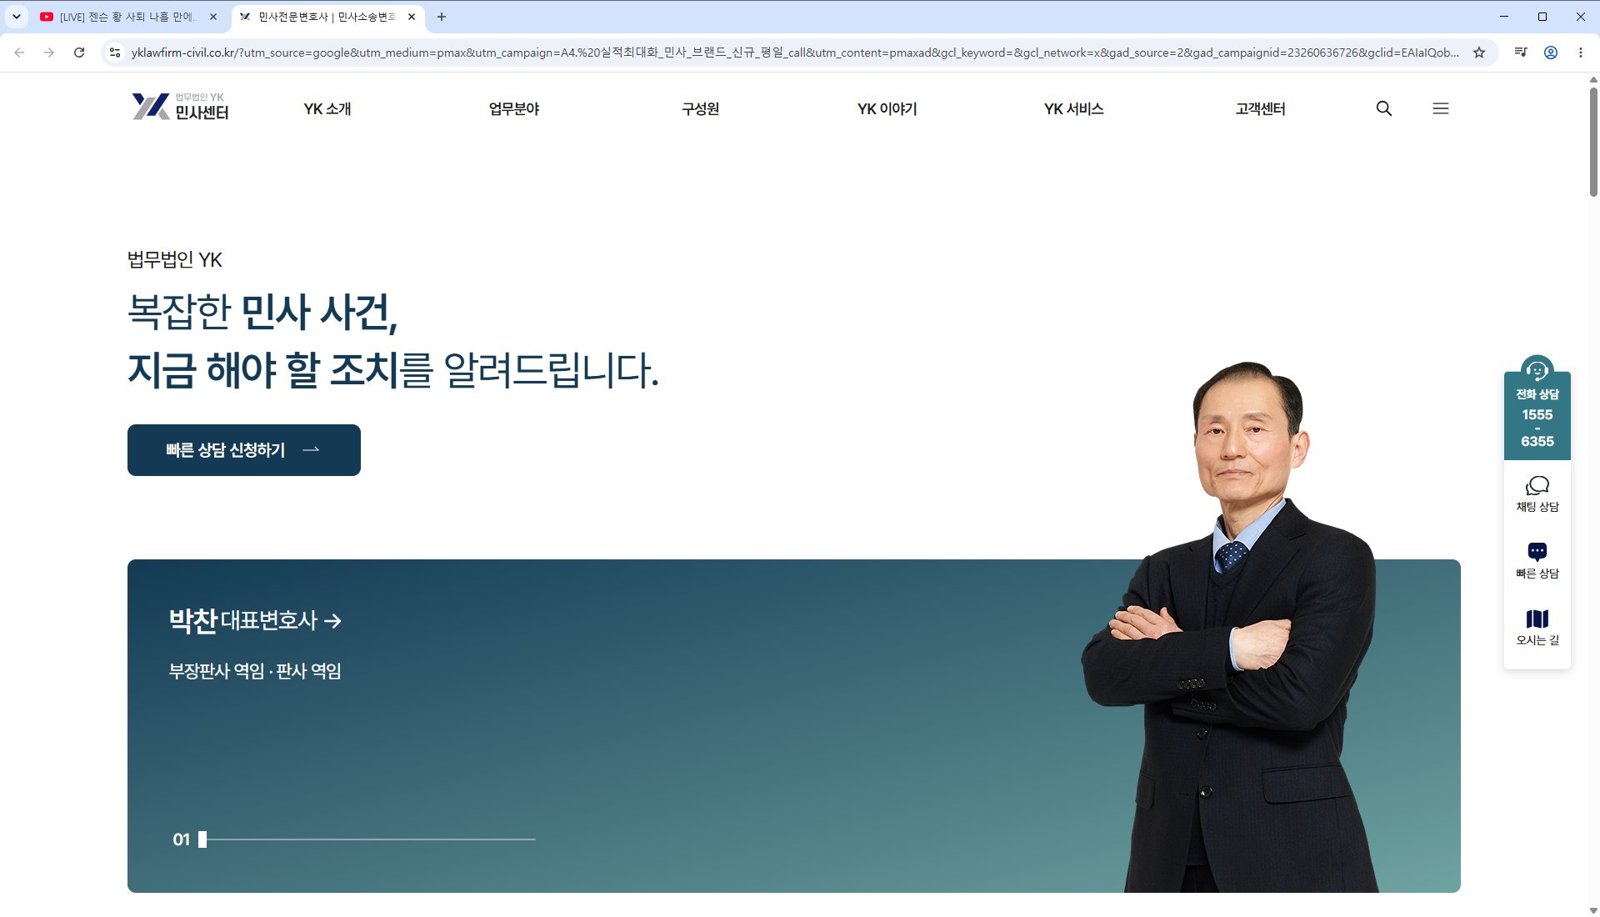 [LIVE] 젠슨 황 사퇴 나흘 만에
민사전문변호사 | 민사소송변호
yklawfirm-civil.co.kr/?utm_source=google&utm_medium=pmax&utm_campaign=A4.%20실적최대화_민사_브랜드_신규_평일_call&utm_content=pmaxad&gcl_keyword=&gcl_network=x&gad_source=2&gad_campaignid=23260636726&gclid=EAIaIQob...
법무법인 YK
민사센터
YK 소개
업무분야
구성원
YK 이야기
YK 서비스
고객센터
법무법인 YK
복잡한 민사 사건,
지금 해야 할 조치를 알려드립니다.
빠른 상담 신청하기
박찬 대표변호사
부장판사 역임 · 판사 역임
01
전화 상담
1555
-
6355
채팅 상담
빠른 상담
오시는 길